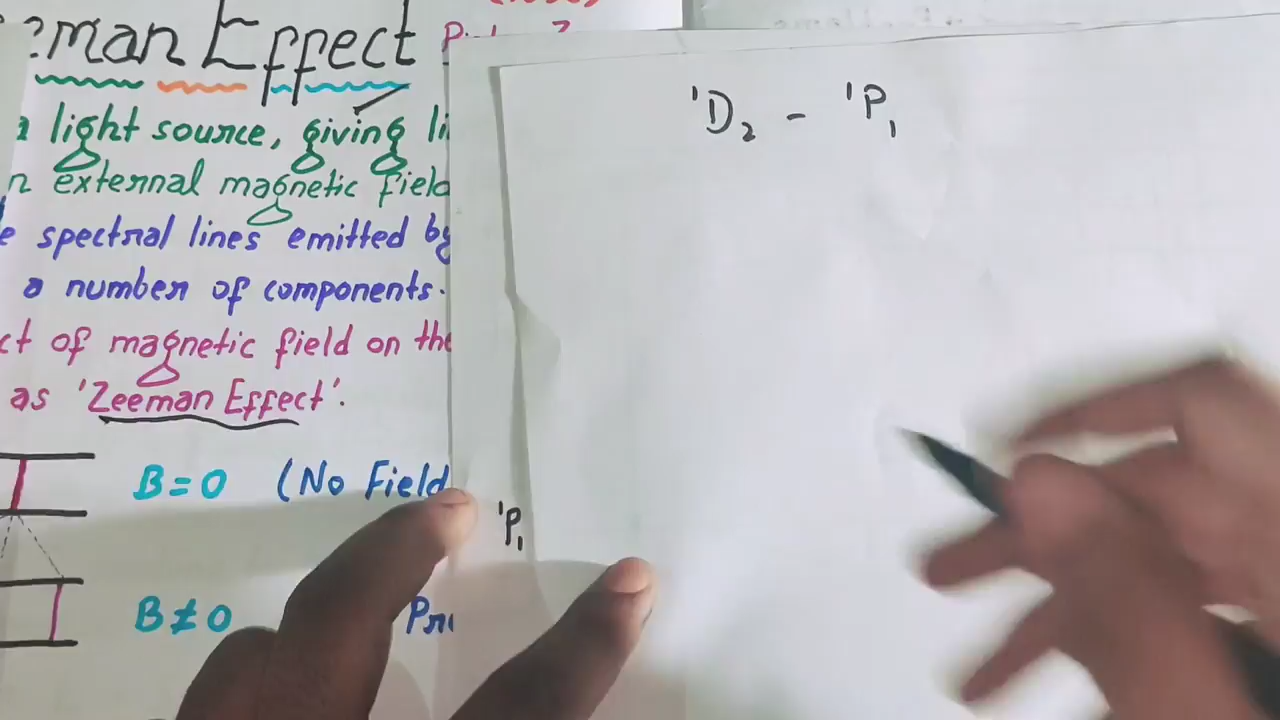 eman Effect
a light source, giving li
n external magnetic field
e spectral lines emitted by
a number of components.
ct of magnetic field on the
as 'Zeeman Effect'.
B = 0 (No Field
B ≠ 0
¹D₂ - ¹P₁
¹P₁